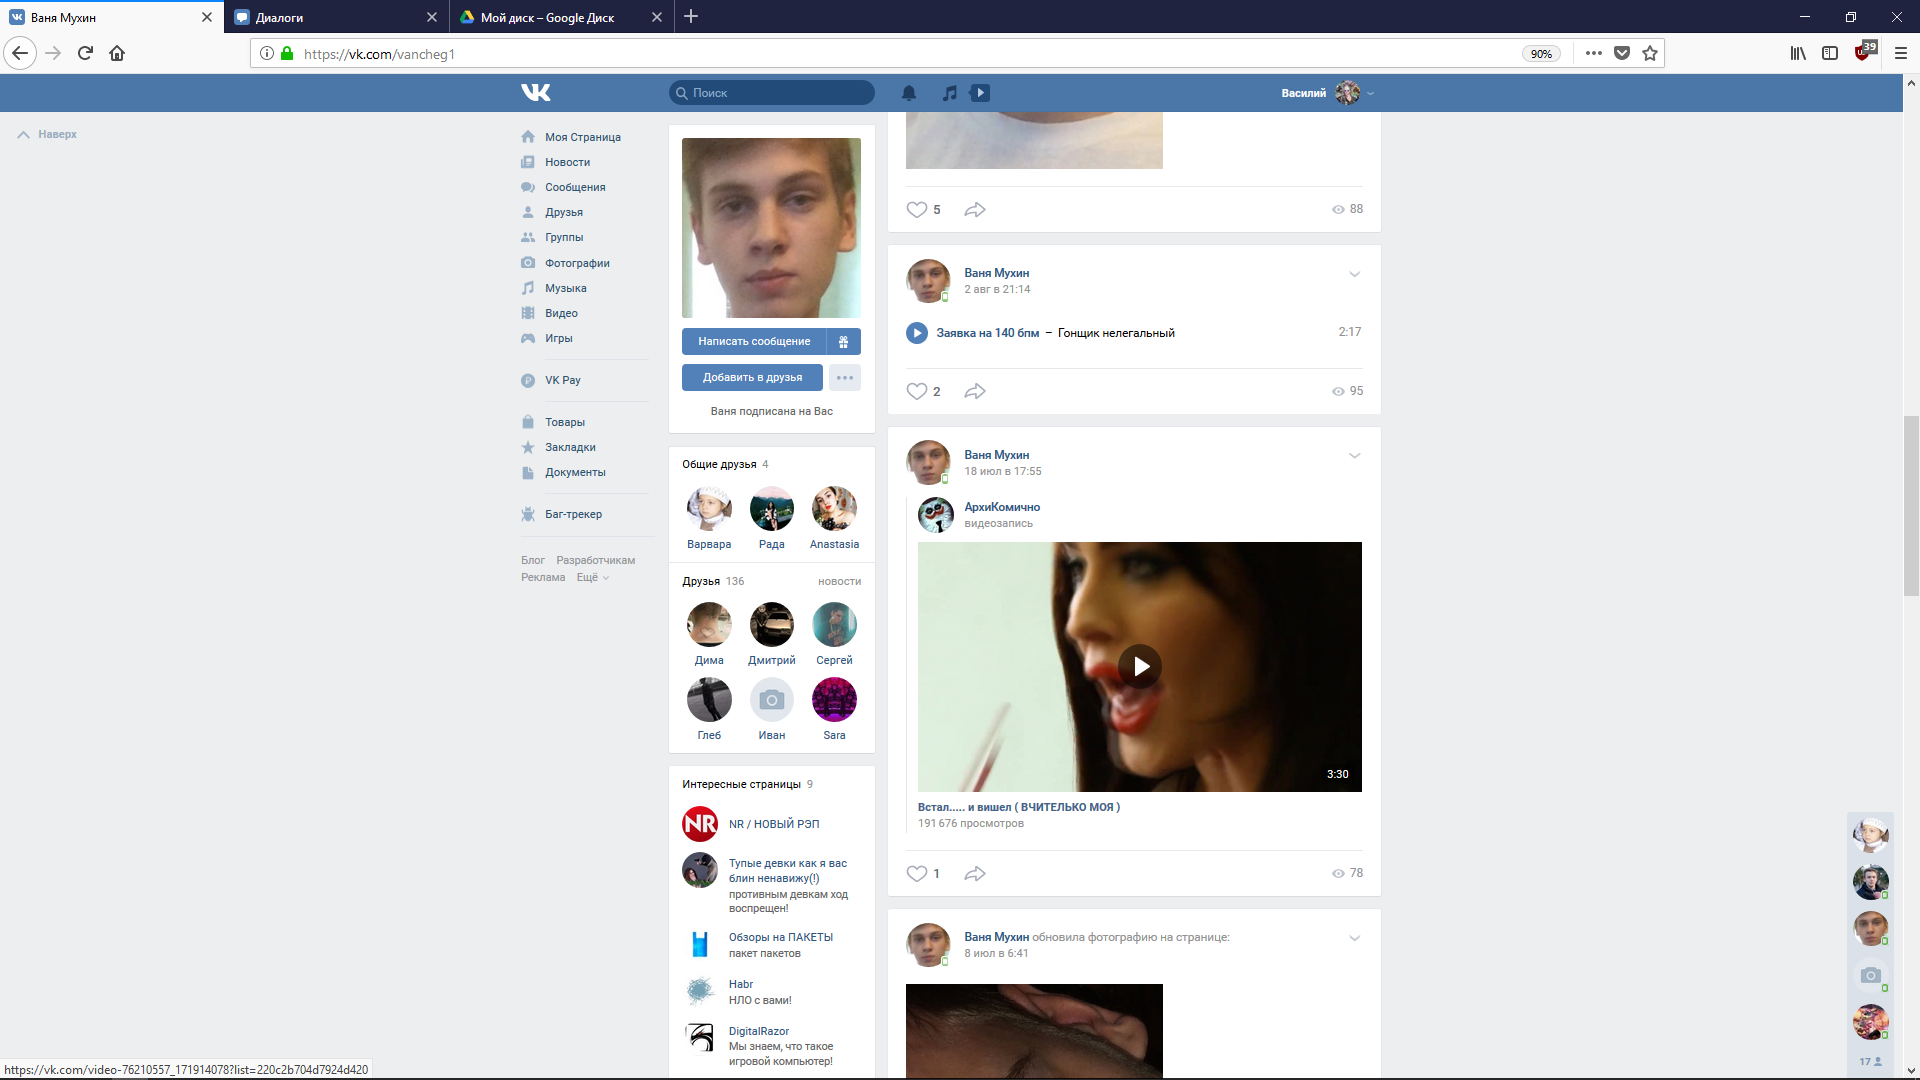 Ваня Мухин
Диалоги
Мой диск – Google Диск
https://vk.com/vancheg1
90%
39
Поиск
Василий
Наверх
Моя Страница
Новости
Сообщения
Друзья
Группы
Фотографии
Музыка
Видео
Игры
VK Pay
Товары
Закладки
Документы
Баг-трекер
Блог Разработчикам
Реклама Ещё
Написать сообщение
Добавить в друзья
Ваня подписана на Вас
Общие друзья 4
Варвара Рада Anastasia
Друзья 136 новости
Дима Дмитрий Сергей
Глеб Иван Sara
Интересные страницы 9
NR
NR / НОВЫЙ РЭП
Тупые девки как я вас
блин ненавижу(!)
противным девкам ход
воспрещен!
Обзоры на ПАКЕТЫ
пакет пакетов
Habr
НЛО с вами!
DigitalRazor
Мы знаем, что такое
игровой компьютер!
5 88
Ваня Мухин
2 авг в 21:14
Заявка на 140 бпм – Гонщик нелегальный 2:17
2 95
Ваня Мухин
18 июл в 17:55
АрхиКомично
видеозапись
3:30
Встал..... и вишел ( ВЧИТЕЛЬКО МОЯ )
191 676 просмотров
1 78
Ваня Мухин обновила фотографию на странице:
8 июл в 6:41
17
https://vk.com/video-76210557_171914078?list=220c2b704d7924d420